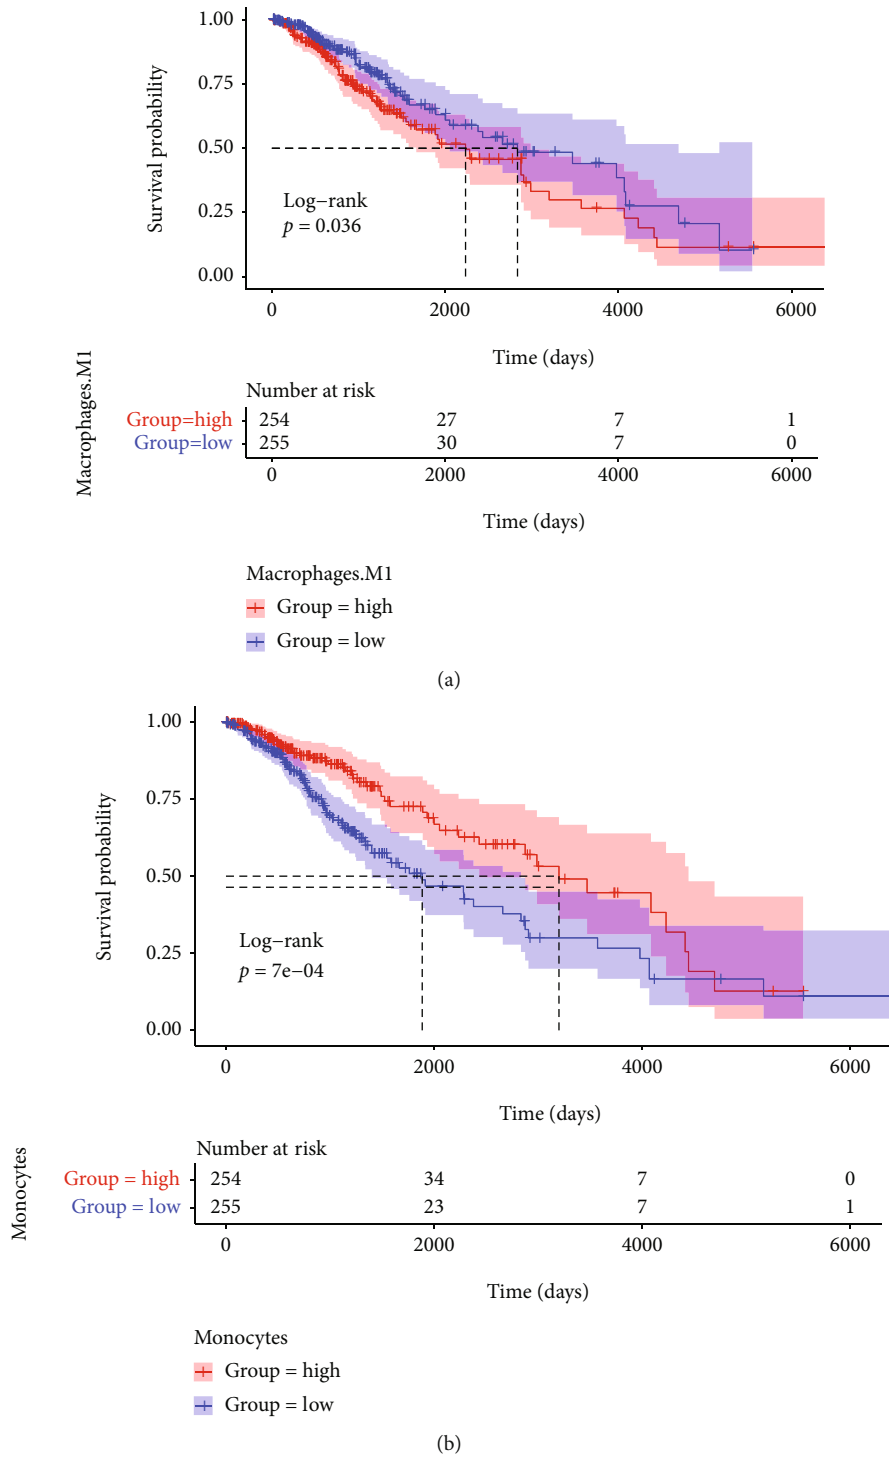 1.00
0.75
0.50
0.25
0.00
Survival probability
Log−rank
p = 0.036
0 2000 4000 6000
Time (days)
Macrophages.M1
Number at risk
Group=high 254 27 7 1
Group=low 255 30 7 0
0 2000 4000 6000
Time (days)
Macrophages.M1
Group = high
Group = low
(a)
1.00
0.75
0.50
0.25
0.00
Survival probability
Log−rank
p = 7e−04
0 2000 4000 6000
Time (days)
Monocytes
Number at risk
Group = high 254 34 7 0
Group = low 255 23 7 1
0 2000 4000 6000
Time (days)
Monocytes
Group = high
Group = low
(b)